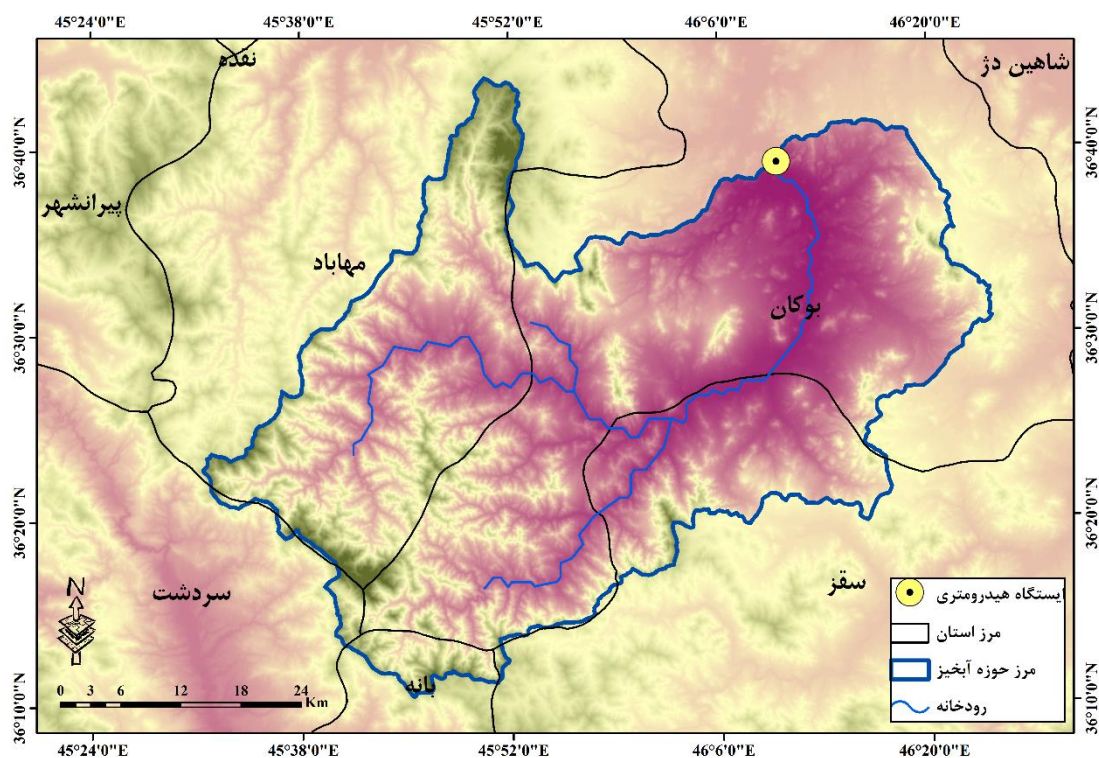 45°24'0"E 45°38'0"E 45°52'0"E 46°6'0"E 46°20'0"E
نقده
شاهین دژ
36°40'0"N 36°40'0"N
پیرانشهر
مهاباد
بوکان
36°30'0"N 36°30'0"N
36°20'0"N 36°20'0"N
سردشت
سقز
بانه
N
0 3 6 12 18 24
Km
ایستگاه هیدرومتری
مرز استان
مرز حوزه آبخیز
رودخانه
36°10'0"N 36°10'0"N
45°24'0"E 45°38'0"E 45°52'0"E 46°6'0"E 46°20'0"E